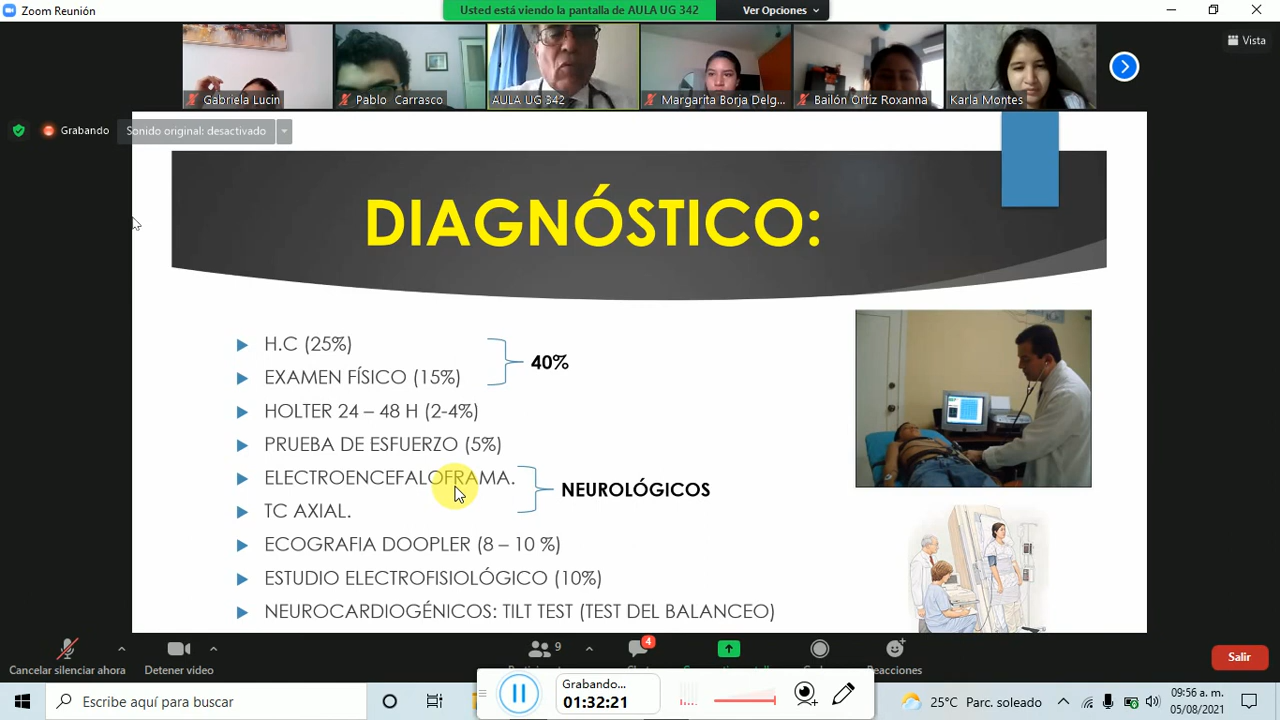 Zoom Reunión
Usted está viendo la pantalla de AULA UG 342
Ver Opciones
Gabriela Lucin
Pablo Carrasco
AULA UG 342
Margarita Borja Delg...
Bailón Ortiz Roxanna
Karla Montes
Vista
Grabando
Sonido original: desactivado
DIAGNÓSTICO:
H.C (25%)
EXAMEN FÍSICO (15%)
40%
HOLTER 24 – 48 H (2-4%)
PRUEBA DE ESFUERZO (5%)
ELECTROENCEFALOFRAMA.
TC AXIAL.
NEUROLÓGICOS
ECOGRAFIA DOOPLER (8 – 10 %)
ESTUDIO ELECTROFISIOLÓGICO (10%)
NEUROCARDIOGÉNICOS: TILT TEST (TEST DEL BALANCEO)
Cancelar silenciar ahora
Detener video
9
4
Reacciones
Salir
Grabando...
01:32:21
Escribe aquí para buscar
25°C Parc. soleado
09:56 a. m.
05/08/2021